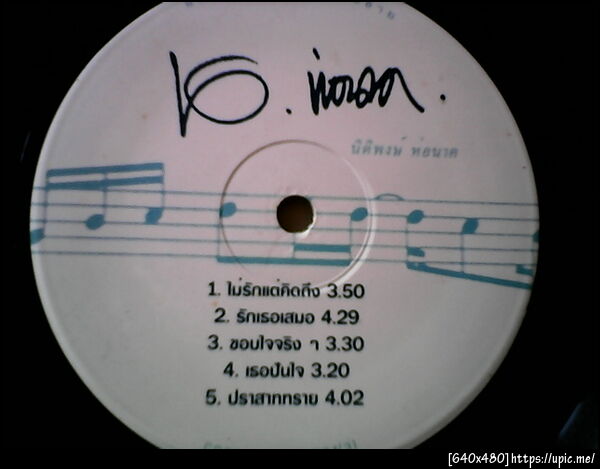 นิติพงษ์ ห่อนาค
1. ไม่รักแต่คิดถึง 3.50
2. รักเธอเสมอ 4.29
3. ขอบใจจริง ๆ 3.30
4. เธอปันใจ 3.20
5. ปราสาททราย 4.02
[640x480]https://upic.me/